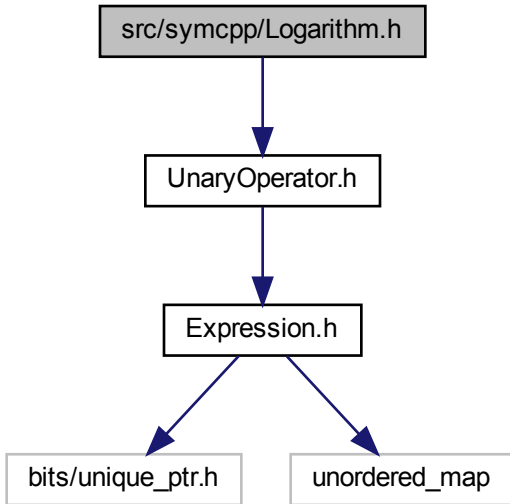 src/symcpp/Logarithm.h
UnaryOperator.h
Expression.h
bits/unique_ptr.h
unordered_map